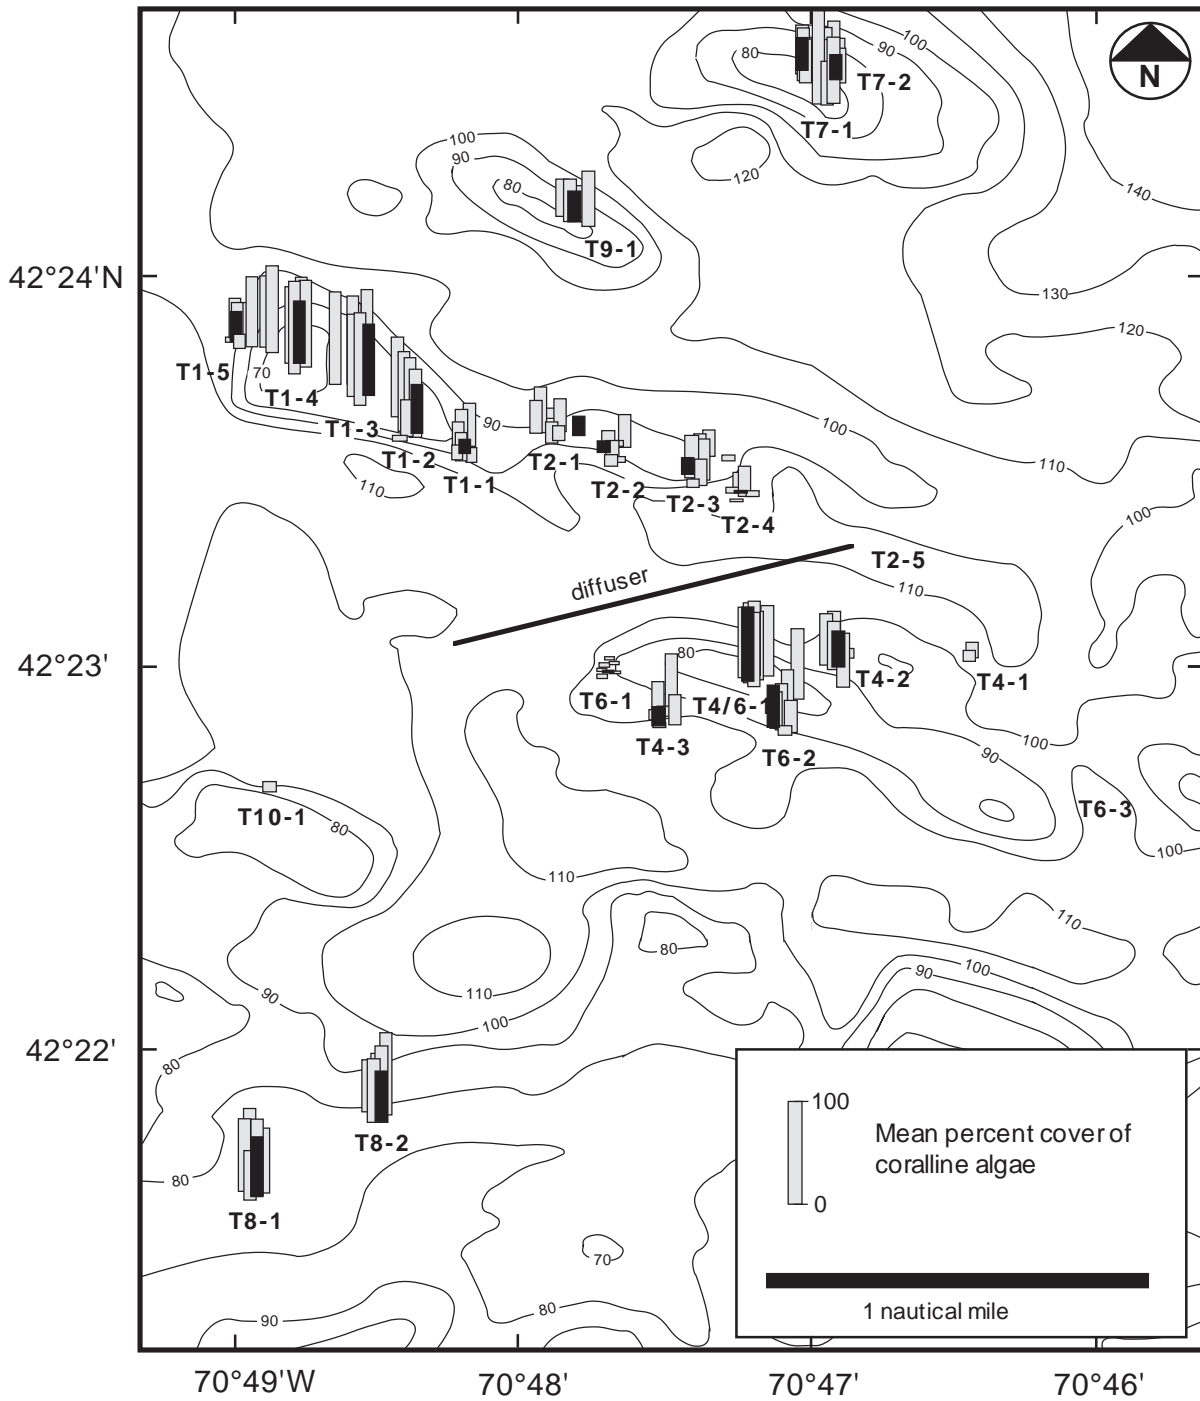 100
90
80
T7-2
N
T7-1
100
90
120
80
140
T9-1
42°24'N
130
120
T1-5
70
T1-4
90
100
T1-3
T1-2
T2-1
110
T1-1
110
T2-2
T2-3
100
T2-4
T2-5
diffuser
110
42°23'
80
T6-1
T4/6-1
T4-2
T4-1
T4-3
100
T6-2
90
T10-1
T6-3
80
100
110
110
80
100
90
110
90
100
42°22'
80
100
Mean percent cover of
coralline algae
T8-2
80
0
T8-1
70
1 nautical mile
80
90
70°49'W
70°48'
70°47'
70°46'